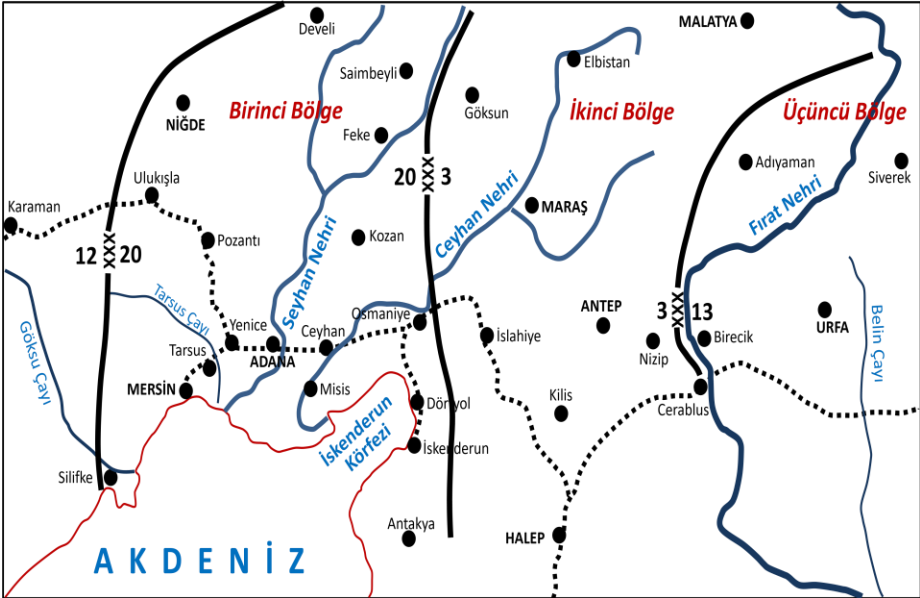 Develi
MALATYA
Saimbeyli
Elbistan
NİĞDE
Birinci Bölge
Göksun
İkinci Bölge
Üçüncü Bölge
Feke
Adıyaman
Siverek
Ulukışla
20 XXX 3
Karaman
MARAŞ
Ceyhan Nehri
Fırat Nehri
Pozantı
Kozan
12 XXX 20
Seyhan Nehri
Tarsus Çayı
Göksu Çayı
Osmaniye
ANTEP
3 XXX 13
URFA
Belin Çayı
Yenice
Ceyhan
İslahiye
Nizip
Birecik
Tarsus
ADANA
MERSİN
Misis
Dörtyol
Kilis
Cerablus
İskenderun
Körfezi
İskenderun
Silifke
Antakya
HALEP
AKDENİZ